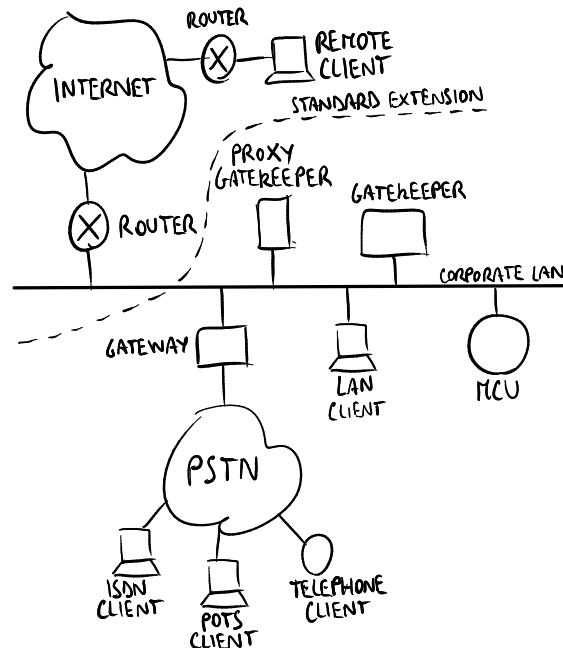 ROUTER
REMOTE
CLIENT
INTERNET
STANDARD EXTENSION
PROXY
GATEKEEPER
GATEKEEPER
ROUTER
CORPORATE LAN
GATEWAY
LAN
CLIENT
MCU
PSTN
ISDN
CLIENT
POTS
CLIENT
TELEPHONE
CLIENT